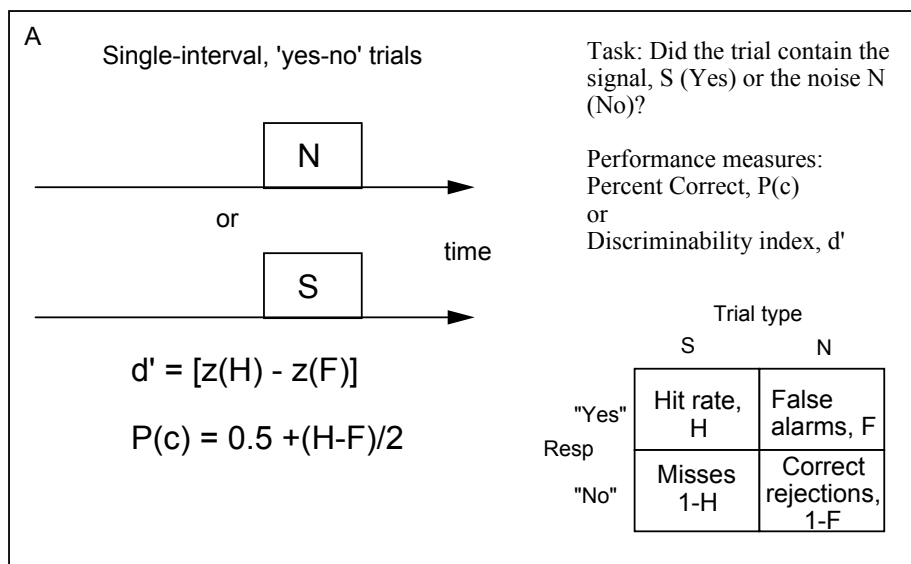 A
Single-interval, 'yes-no' trials
N
or
time
S
d' = [z(H) - z(F)]
P(c) = 0.5 +(H-F)/2
Task: Did the trial contain the
signal, S (Yes) or the noise N
(No)?
Performance measures:
Percent Correct, P(c)
or
Discriminability index, d'
Trial type
S N
"Yes"
Resp
"No"
Hit rate,
H
False
alarms, F
Misses
1-H
Correct
rejections,
1-F